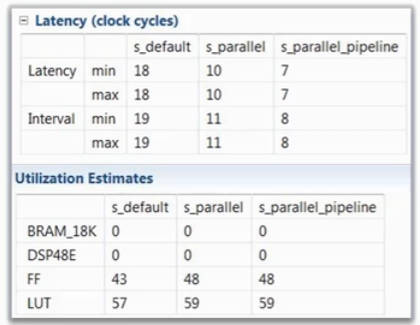 Latency (clock cycles)
s_default s_parallel s_parallel_pipeline
Latency min 18 10 7
max 18 10 7
Interval min 19 11 8
max 19 11 8
Utilization Estimates
s_default s_parallel s_parallel_pipeline
BRAM_18K 0 0 0
DSP48E 0 0 0
FF 43 48 48
LUT 57 59 59